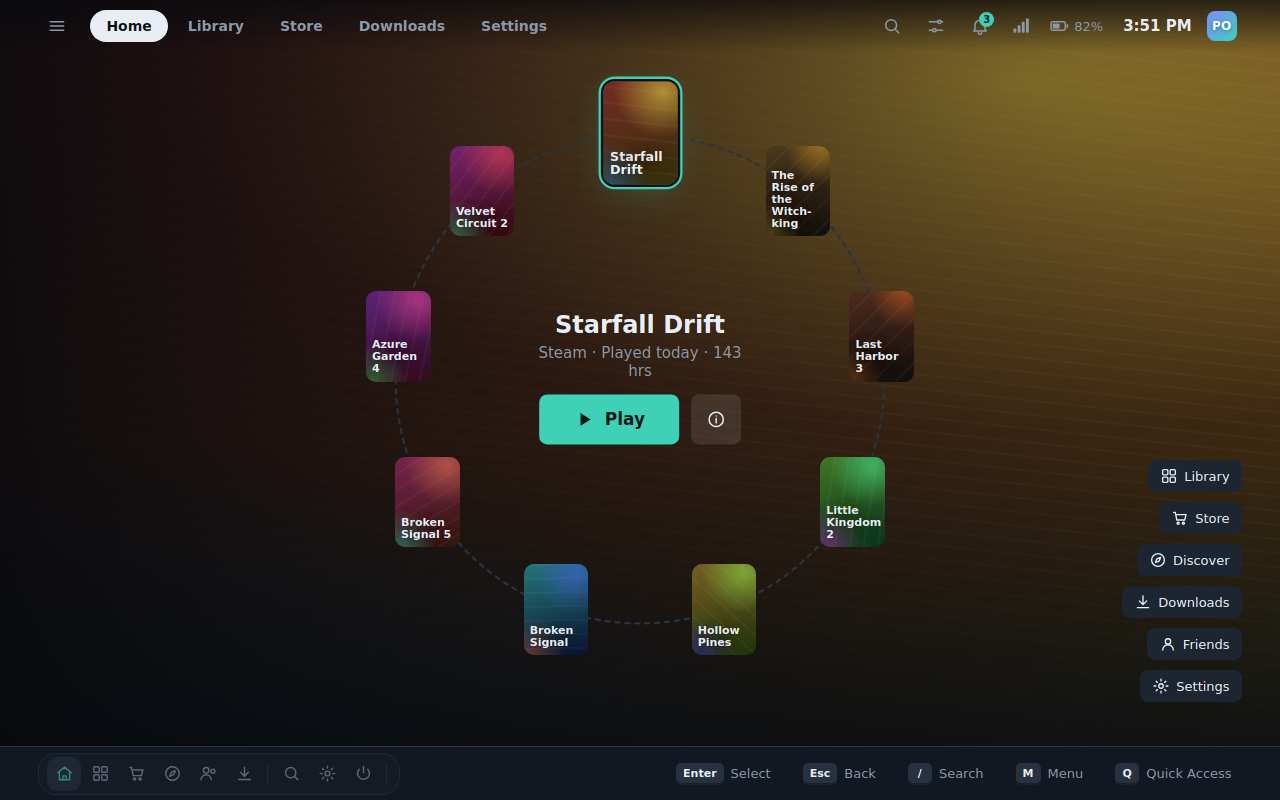 Home Library Store Downloads Settings 3 82% 3:51 PM PO
Starfall
Drift
Velvet
Circuit 2
The
Rise of
the
Witch-
king
Azure
Garden
4
Last
Harbor
3
Starfall Drift
Steam · Played today · 143
hrs
Play
Broken
Signal 5
Little
Kingdom
2
Broken
Signal
Hollow
Pines
Library
Store
Discover
Downloads
Friends
Settings
Enter Select Esc Back / Search M Menu Q Quick Access